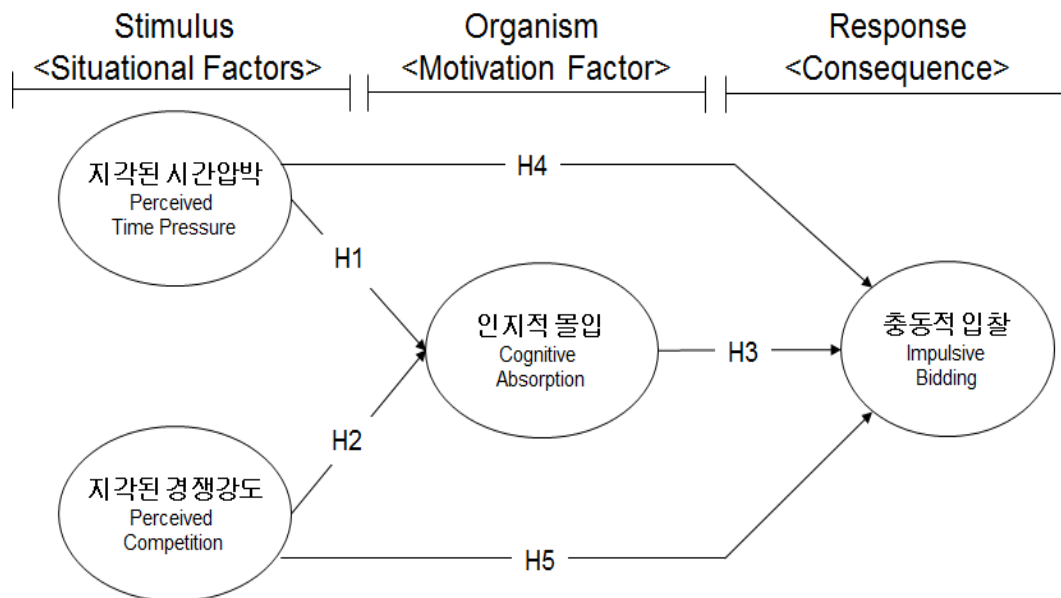 Stimulus
<Situational Factors>
Organism
<Motivation Factor>
Response
<Consequence>
지각된 시간압박
Perceived
Time Pressure
H4
H1
인지적 몰입
Cognitive
Absorption
H3
충동적 입찰
Impulsive
Bidding
H2
지각된 경쟁강도
Perceived
Competition
H5